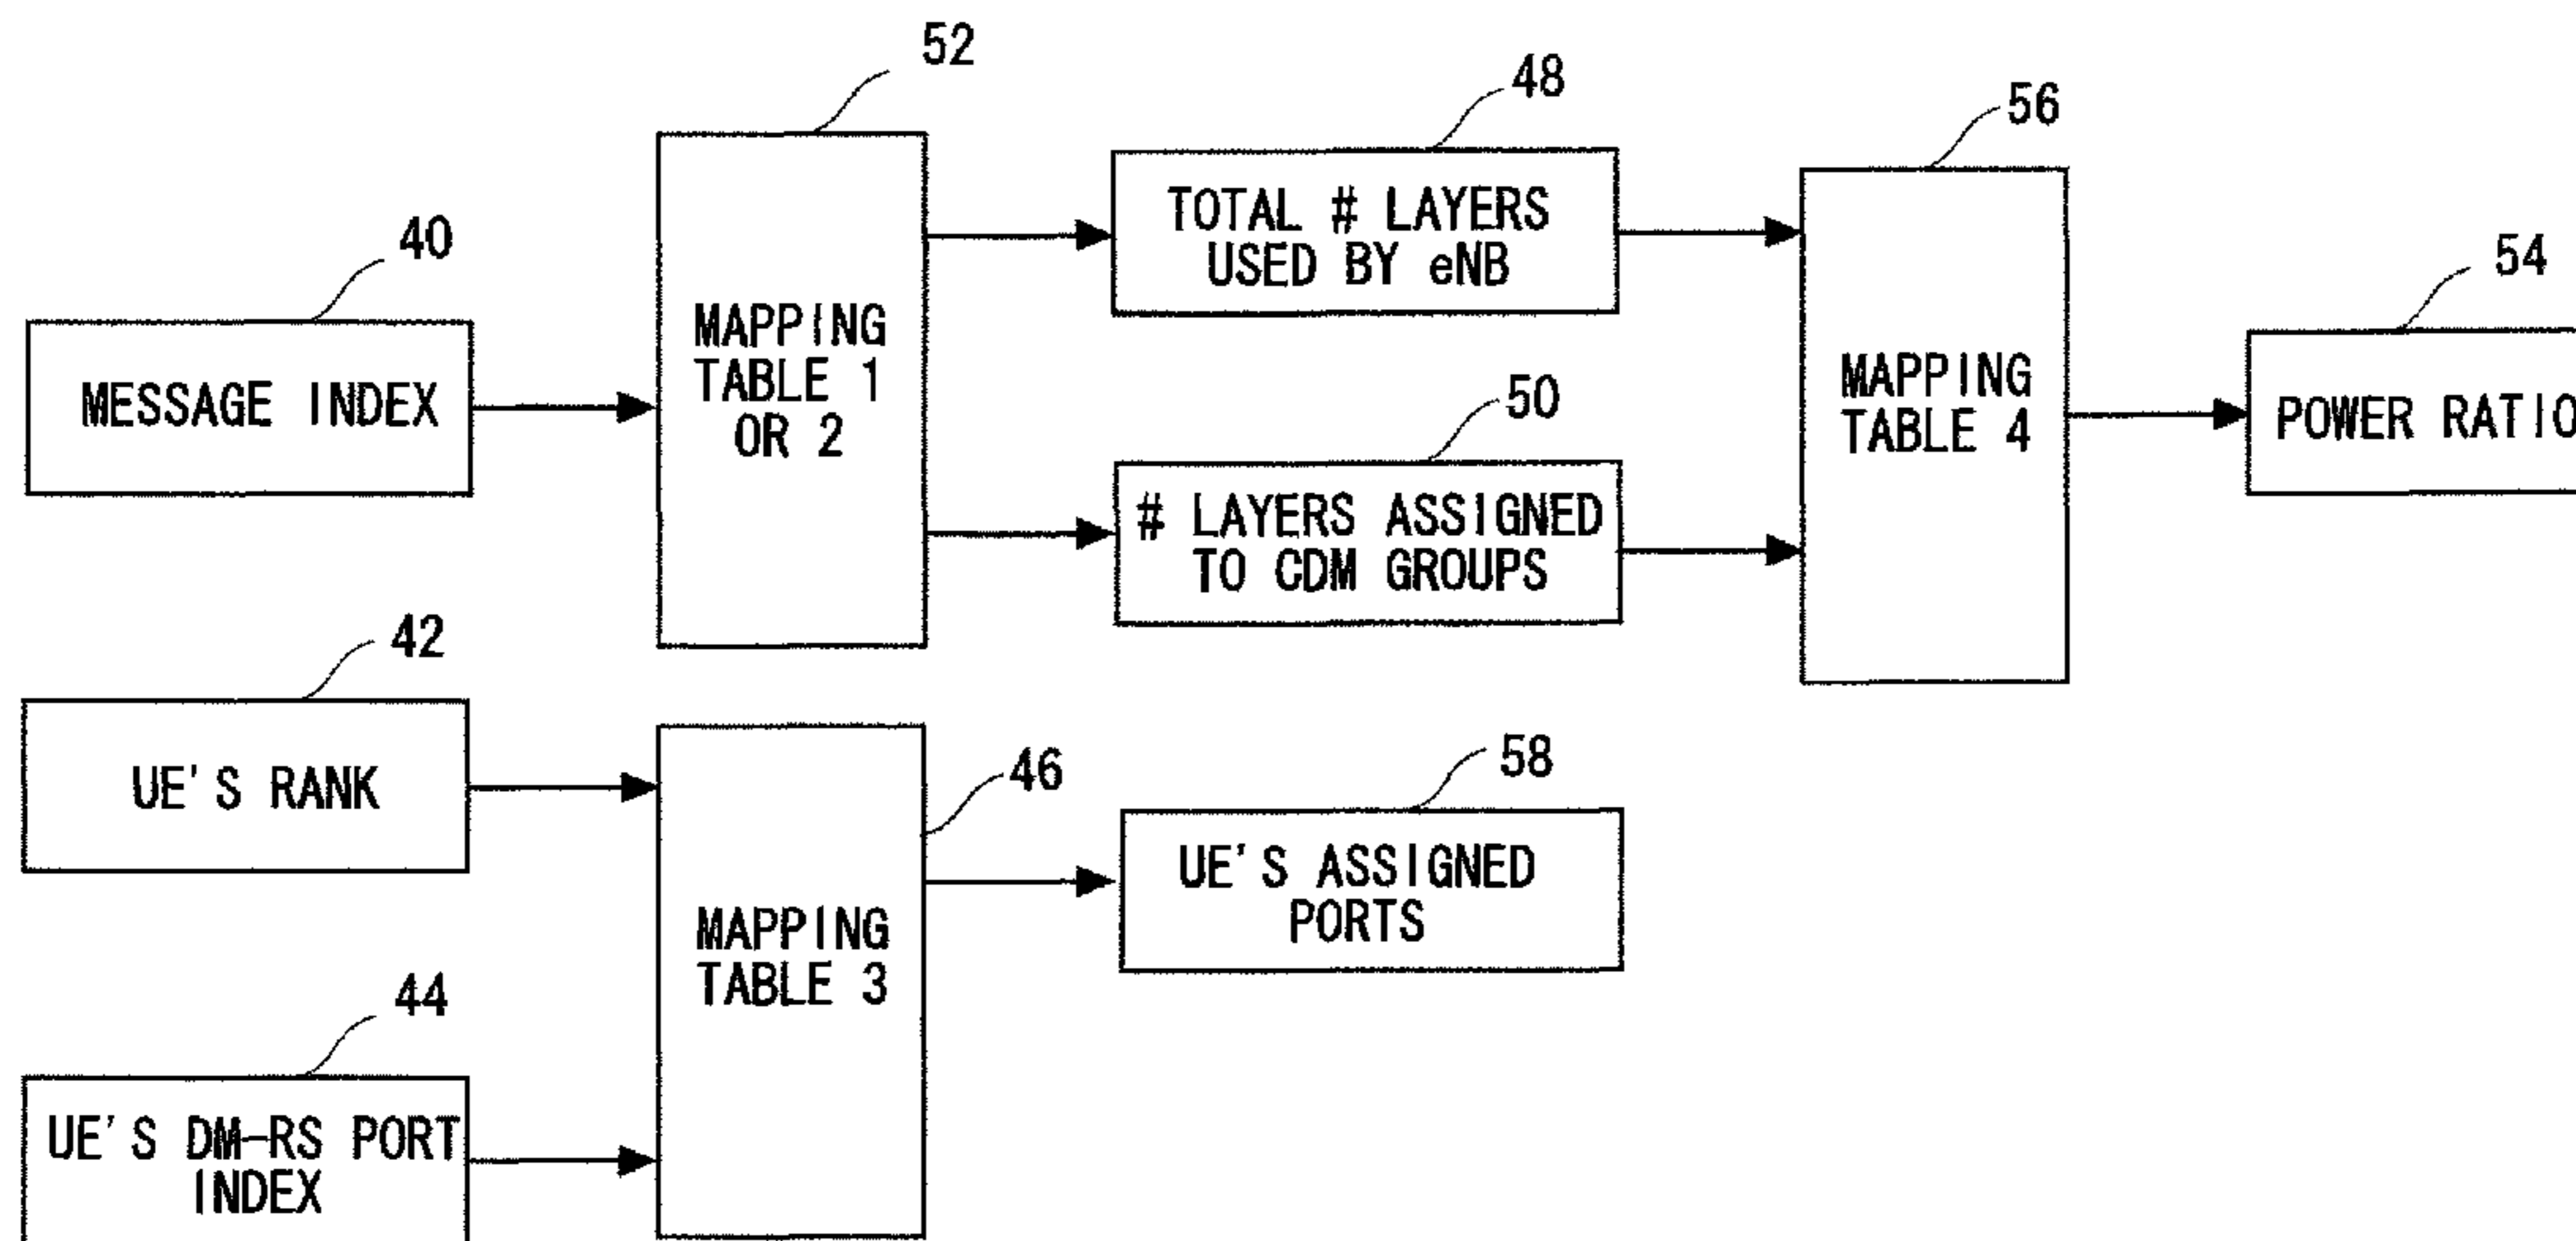 52
48
56
40
54
TOTAL # LAYERS
USED BY eNB
MAPPING
TABLE 1
OR 2
MESSAGE INDEX
50
MAPPING
TABLE 4
POWER RATIO
# LAYERS ASSIGNED
TO CDM GROUPS
42
46
58
UE'S RANK
UE'S ASSIGNED
PORTS
MAPPING
TABLE 3
44
UE'S DM-RS PORT
INDEX